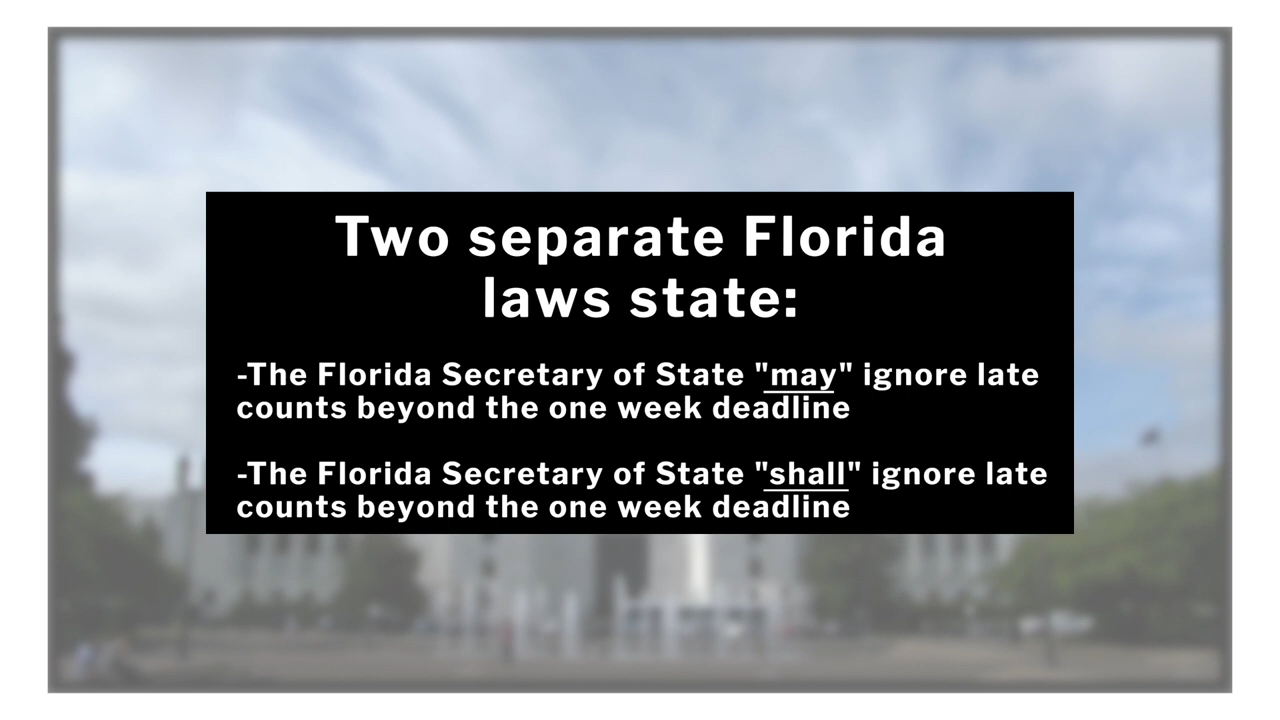 Two separate Florida
laws state:
-The Florida Secretary of State "may" ignore late
counts beyond the one week deadline
-The Florida Secretary of State "shall" ignore late
counts beyond the one week deadline